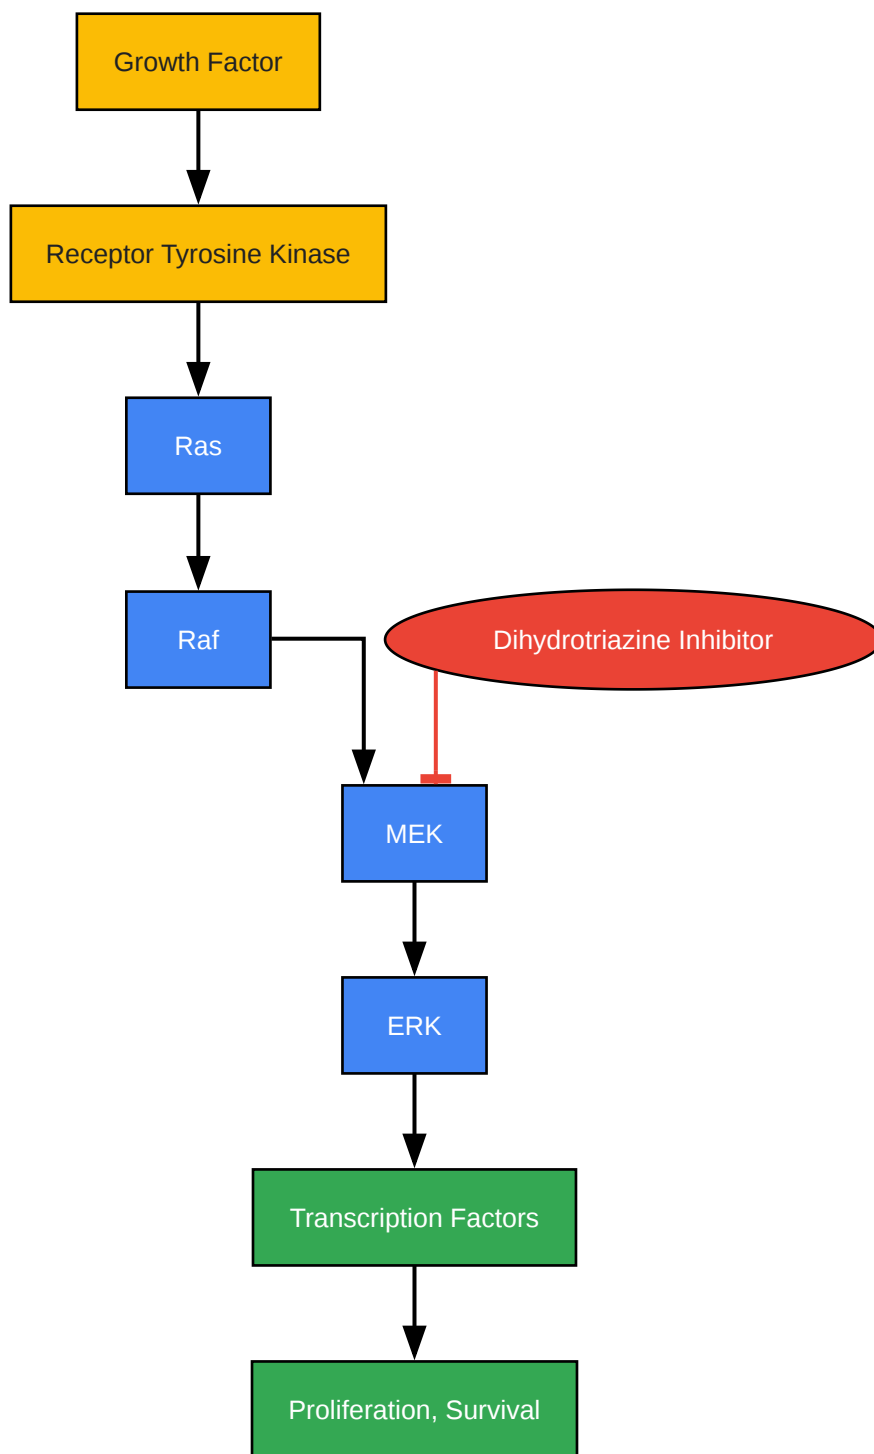 Growth Factor
Receptor Tyrosine Kinase
Ras
Raf
Dihydrotriazine Inhibitor
MEK
ERK
Transcription Factors
Proliferation, Survival